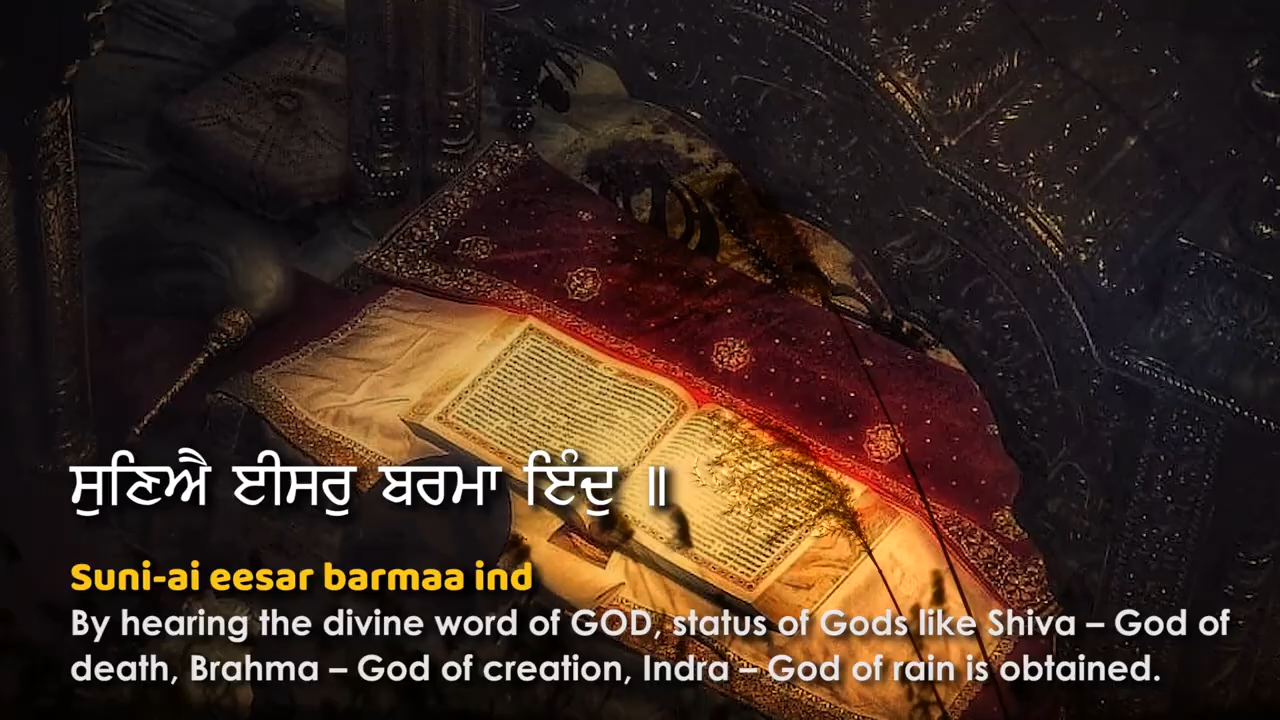 ਸੁਣਿਐ ਈਸਰੁ ਬਰਮਾ ਇੰਦੁ ॥
Suni-ai eesar barmaa ind
By hearing the divine word of GOD, status of Gods like Shiva – God of
death, Brahma – God of creation, Indra – God of rain is obtained.